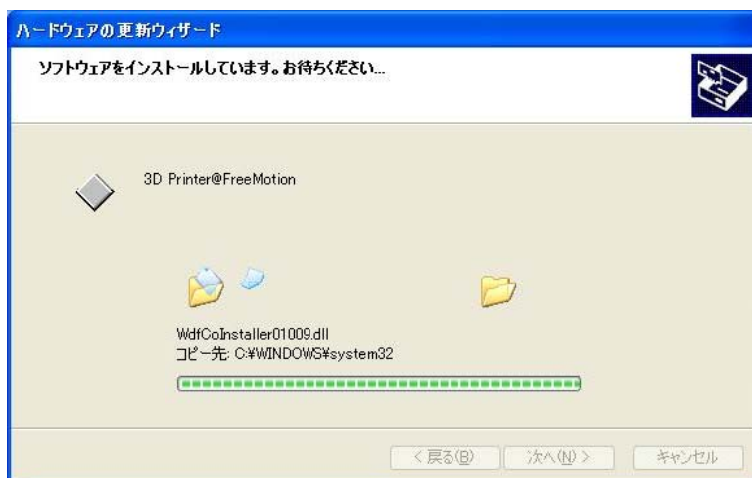 ハードウェアの更新ウィザード
ソフトウェアをインストールしています。お待ちください...
3D Printer@FreeMotion
WdfCoInstaller01009.dll
コピー先: C:¥WINDOWS¥system32
< 戻る(B)
次へ(N) >
キャンセル